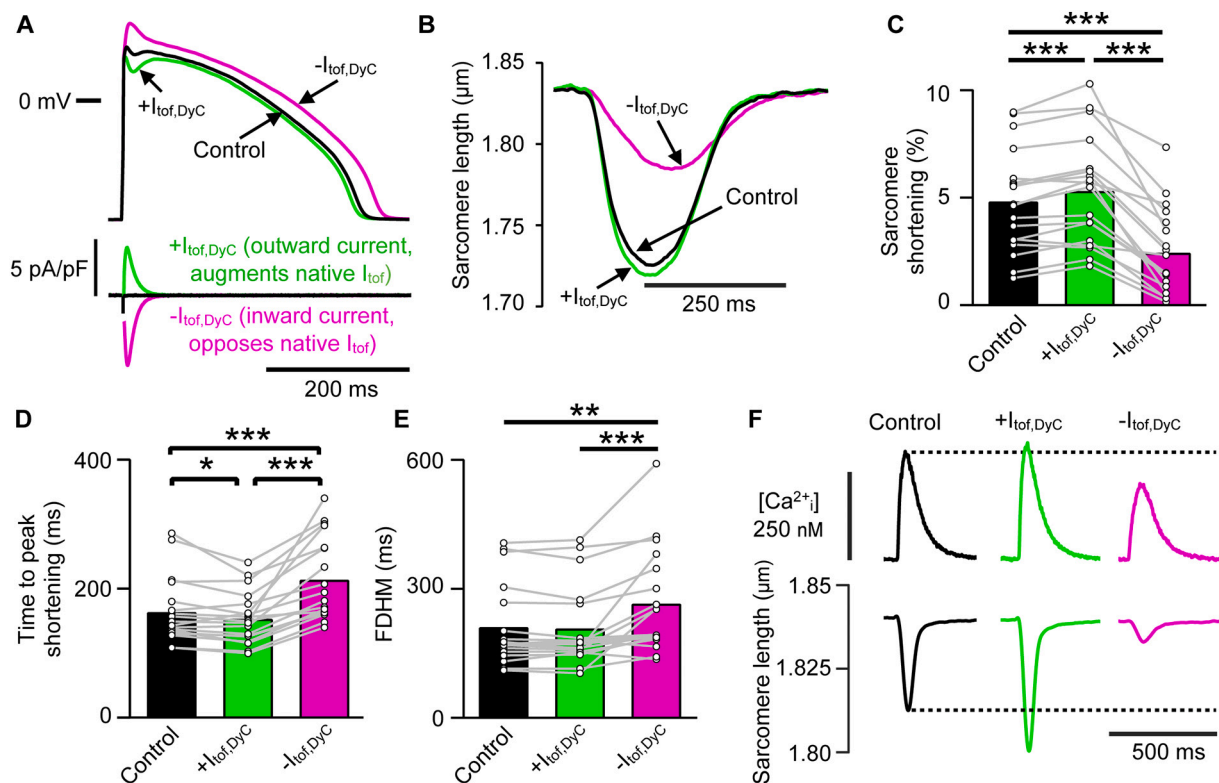 A
0 mV
+Itof,DyC
-Itof,DyC
Control
5 pA/pF
+Itof,DyC (outward current,
augments native Itof)
-Itof,DyC (inward current,
opposes native Itof)
200 ms
B
Sarcomere length (µm)
1.85
1.80
1.75
1.70
-Itof,DyC
Control
+Itof,DyC
250 ms
C
Sarcomere
shortening (%)
10
5
0
***
***
***
Control
+Itof,DyC
-Itof,DyC
D
Time to peak
shortening (ms)
400
200
0
***
*
***
Control
+Itof,DyC
-Itof,DyC
E
FDHM (ms)
600
300
0
**
***
Control
+Itof,DyC
-Itof,DyC
F
Control
+Itof,DyC
-Itof,DyC
[Ca²⁺i]
250 nM
Sarcomere length (µm)
1.85
1.825
1.80
500 ms